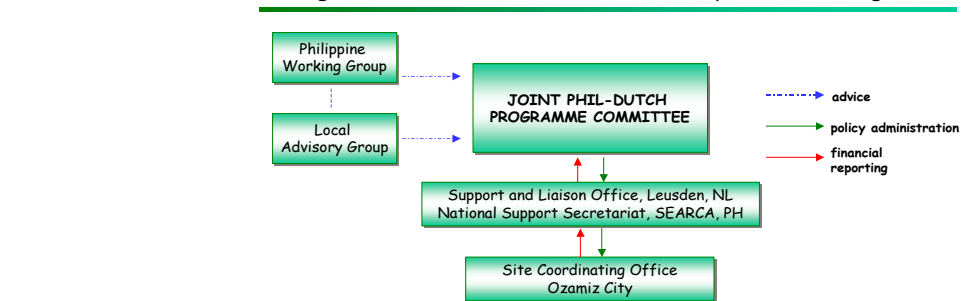 Philippine
Working Group
Local
Advisory Group
JOINT PHIL-DUTCH
PROGRAMME COMMITTEE
advice
policy administration
financial
reporting
Support and Liaison Office, Leusden, NL
National Support Secretariat, SEARCA, PH
Site Coordinating Office
Ozamiz City